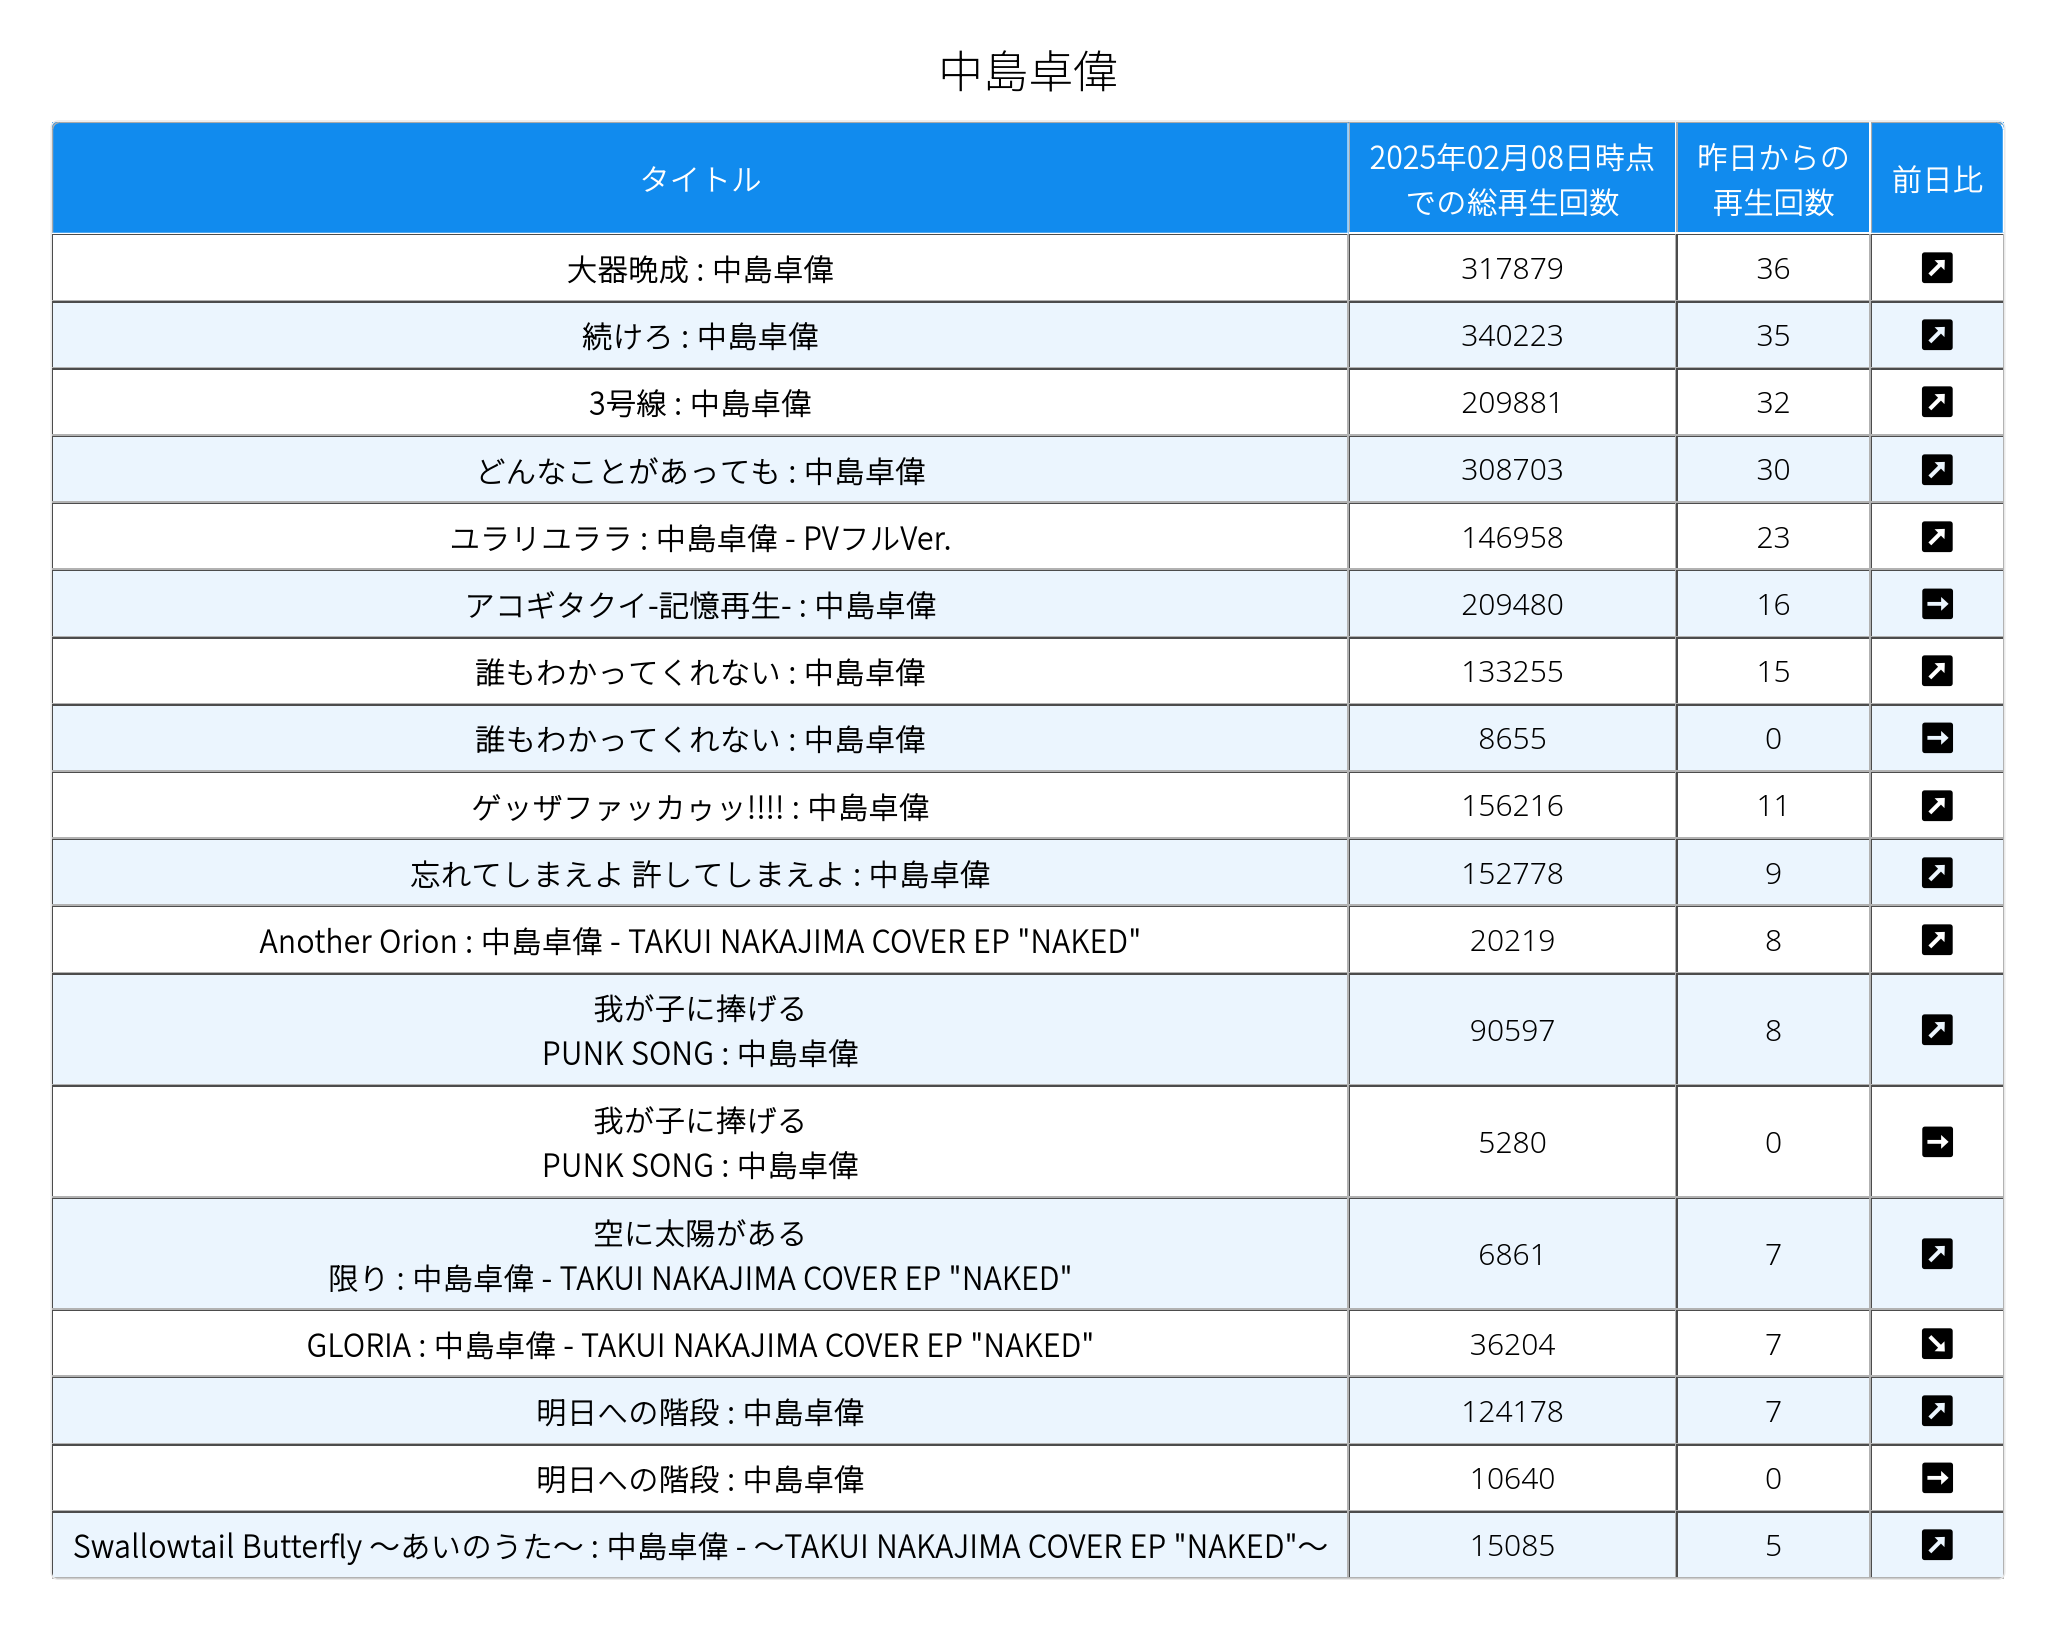 中島卓偉
タイトル
2025年02月08日時点
での総再生回数
昨日からの
再生回数
前日比
大器晩成 : 中島卓偉 317879 36 ↗
続けろ : 中島卓偉 340223 35 ↗
3号線 : 中島卓偉 209881 32 ↗
どんなことがあっても : 中島卓偉 308703 30 ↗
ユラリユララ : 中島卓偉 - PVフルVer. 146958 23 ↗
アコギタクイ-記憶再生- : 中島卓偉 209480 16 →
誰もわかってくれない : 中島卓偉 133255 15 ↗
誰もわかってくれない : 中島卓偉 8655 0 →
ゲッザファッカゥッ!!!! : 中島卓偉 156216 11 ↗
忘れてしまえよ 許してしまえよ : 中島卓偉 152778 9 ↗
Another Orion : 中島卓偉 - TAKUI NAKAJIMA COVER EP "NAKED" 20219 8 ↗
我が子に捧げる
PUNK SONG : 中島卓偉 90597 8 ↗
我が子に捧げる
PUNK SONG : 中島卓偉 5280 0 →
空に太陽がある
限り : 中島卓偉 - TAKUI NAKAJIMA COVER EP "NAKED" 6861 7 ↗
GLORIA : 中島卓偉 - TAKUI NAKAJIMA COVER EP "NAKED" 36204 7 ↘
明日への階段 : 中島卓偉 124178 7 ↗
明日への階段 : 中島卓偉 10640 0 →
Swallowtail Butterfly 〜あいのうた〜 : 中島卓偉 - 〜TAKUI NAKAJIMA COVER EP "NAKED"〜 15085 5 ↗